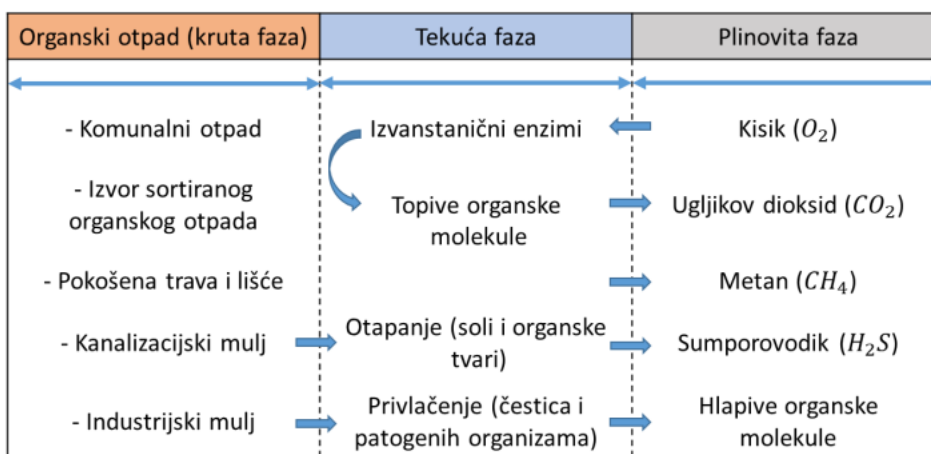 Organski otpad (kruta faza)
Tekuća faza
Plinovita faza
- Komunalni otpad
Izvanstanični enzimi
Kisik (O₂)
- Izvor sortiranog
organskog otpada
Topive organske
molekule
Ugljikov dioksid (CO₂)
- Pokošena trava i lišće
Metan (CH₄)
- Kanalizacijski mulj
Otapanje (soli i organske
tvari)
Sumporovodik (H₂S)
- Industrijski mulj
Privlačenje (čestica i
patogenih organizama)
Hlapive organske
molekule